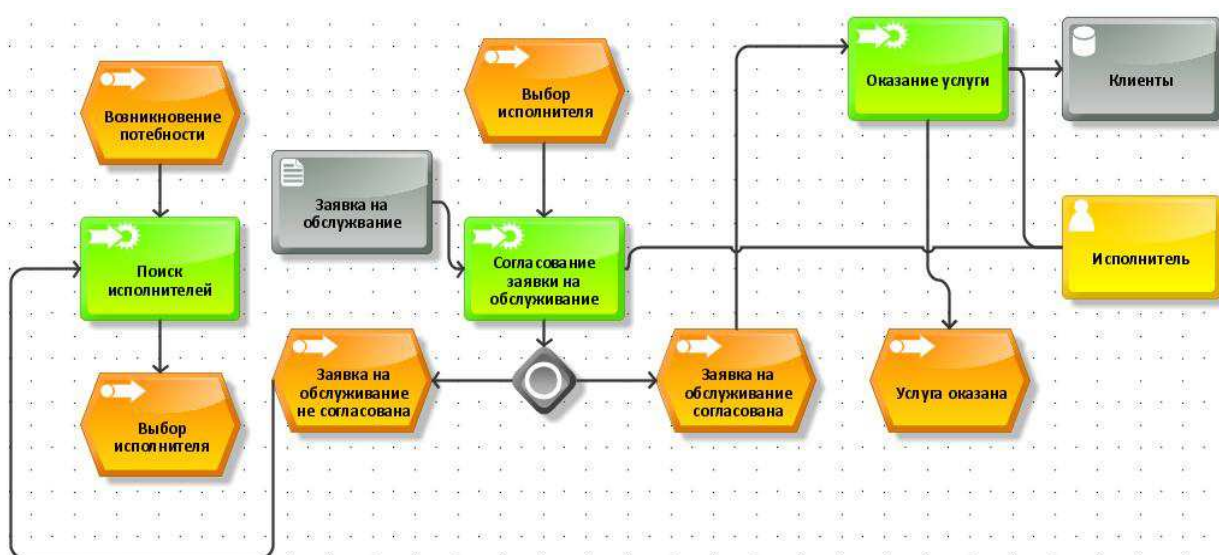 Возникновение
потебности
Поиск
исполнителей
Выбор
исполнителя
Заявка на
обслужвание
Выбор
исполнителя
Согласование
заявки на
обслуживание
Заявка на
обслуживание
не согласована
Заявка на
обслуживание
согласована
Оказание услуги
Клиенты
Исполнитель
Услуга оказана